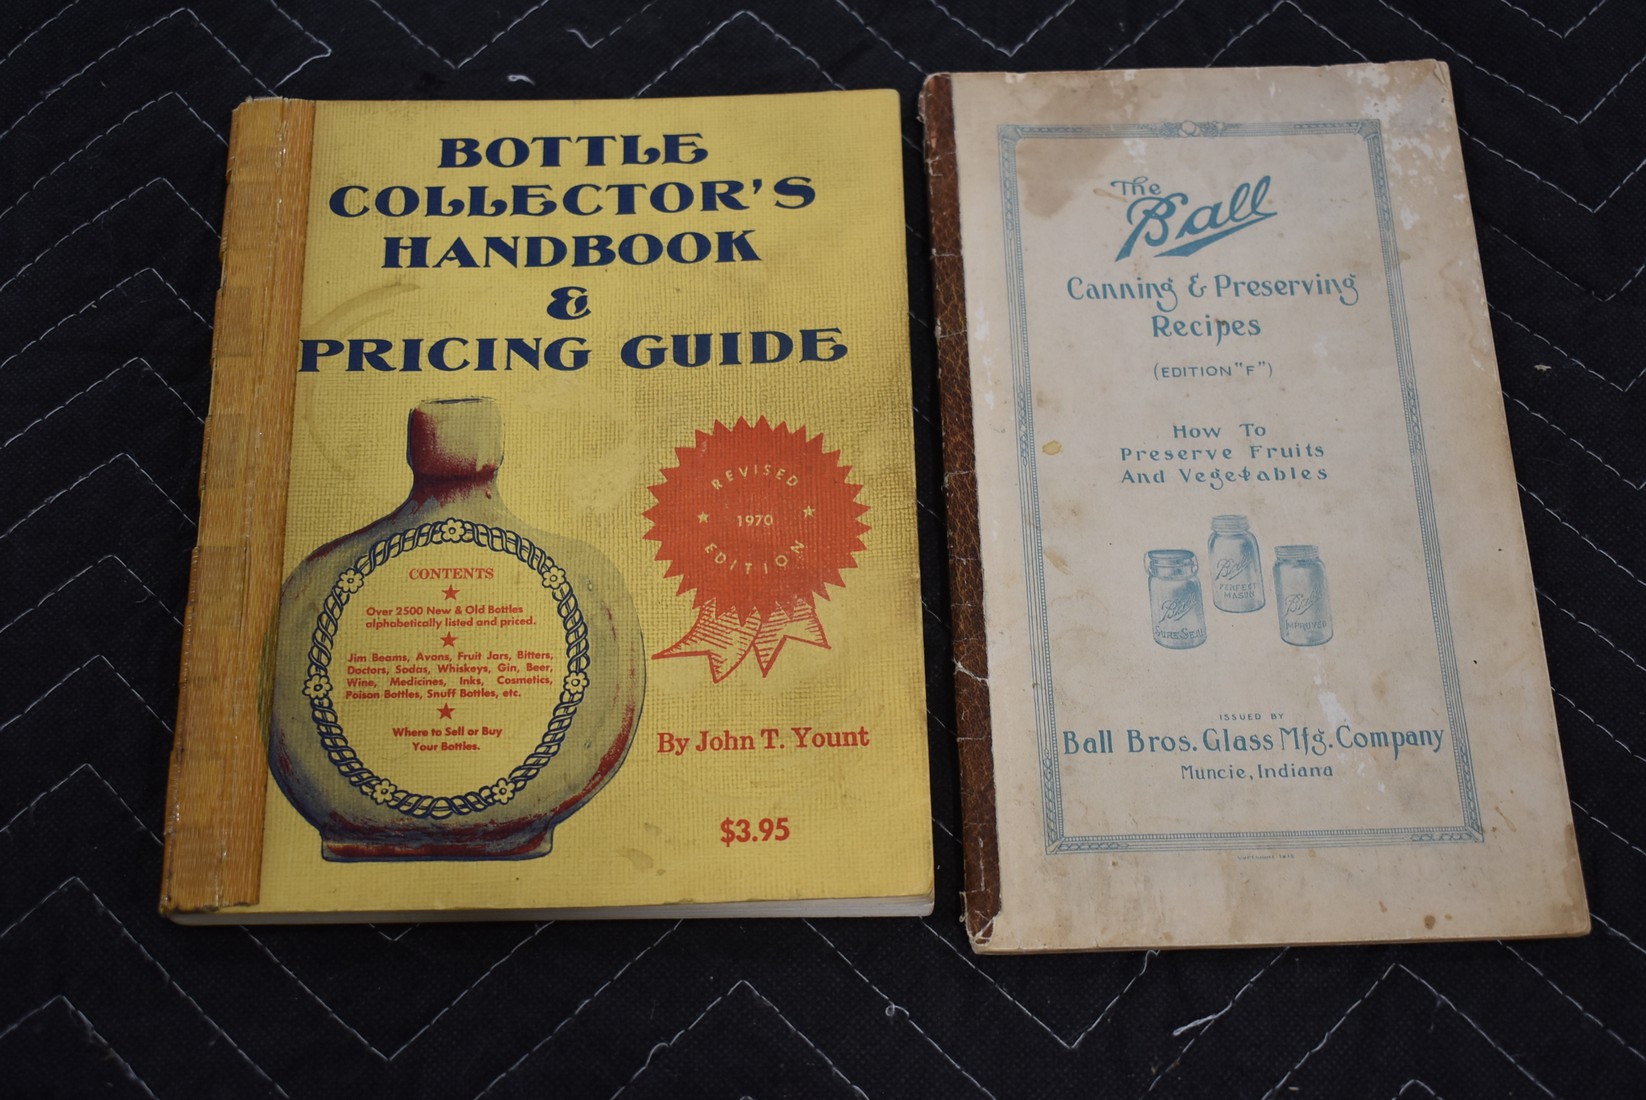 BOTTLE
COLLECTOR'S
HANDBOOK
&
PRICING GUIDE
REVISED
1970
EDITION
CONTENTS
Over 2500 New & Old Bottles
alphabetically listed and priced.
Jim Beams, Avons, Fruit Jars, Bitters,
Doctors, Sodas, Whiskeys, Gin, Beer,
Wine, Medicines, Inks, Cosmetics,
Poison Bottles, Snuff Bottles, etc.
Where to Sell or Buy
Your Bottles.
By John T. Yount
$3.95
The
Ball
Canning & Preserving
Recipes
(EDITION "F")
How To
Preserve Fruits
And Vegetables
Ball
PERFECT
MASON
Ball
SURE SEAL
Ball
IMPROVED
ISSUED BY
Ball Bros. Glass Mfg. Company
Muncie, Indiana